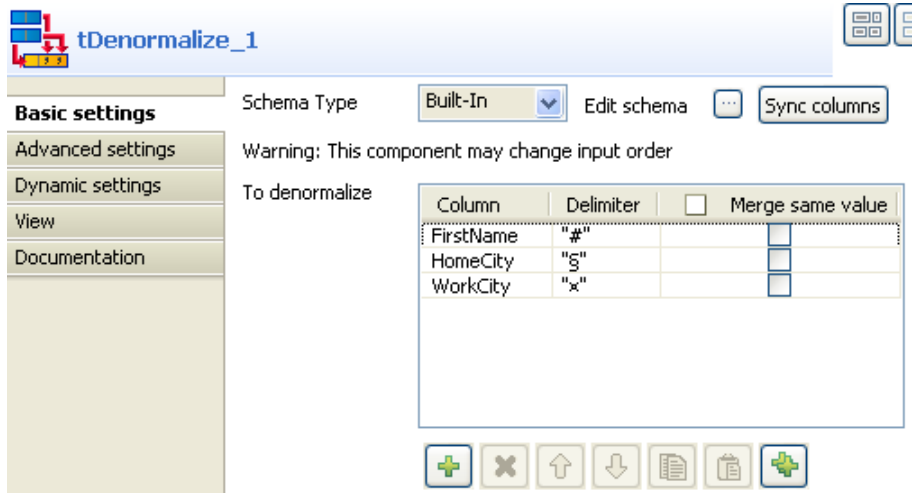 tDenormalize_1
Basic settings
Advanced settings
Dynamic settings
View
Documentation
Schema Type Built-In Edit schema ... Sync columns
Warning: This component may change input order
To denormalize
Column Delimiter Merge same value
FirstName "#"
HomeCity "§"
WorkCity "¤"